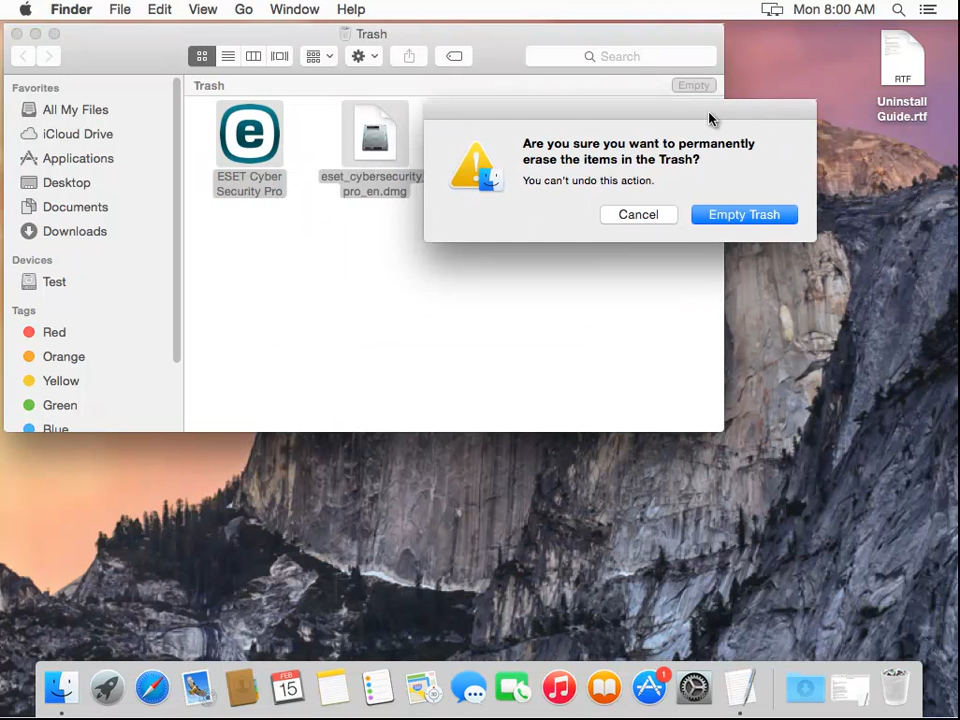 Finder File Edit View Go Window Help Mon 8:00 AM
Trash
Search
RTF
Uninstall
Guide.rtf
Favorites
All My Files
iCloud Drive
Applications
Desktop
Documents
Downloads
Devices
Test
Tags
Red
Orange
Yellow
Green
Blue
Trash
Empty
e
ESET Cyber
Security Pro
eset_cybersecurity_
pro_en.dmg
Are you sure you want to permanently
erase the items in the Trash?
You can't undo this action.
Cancel
Empty Trash
FEB
15
1